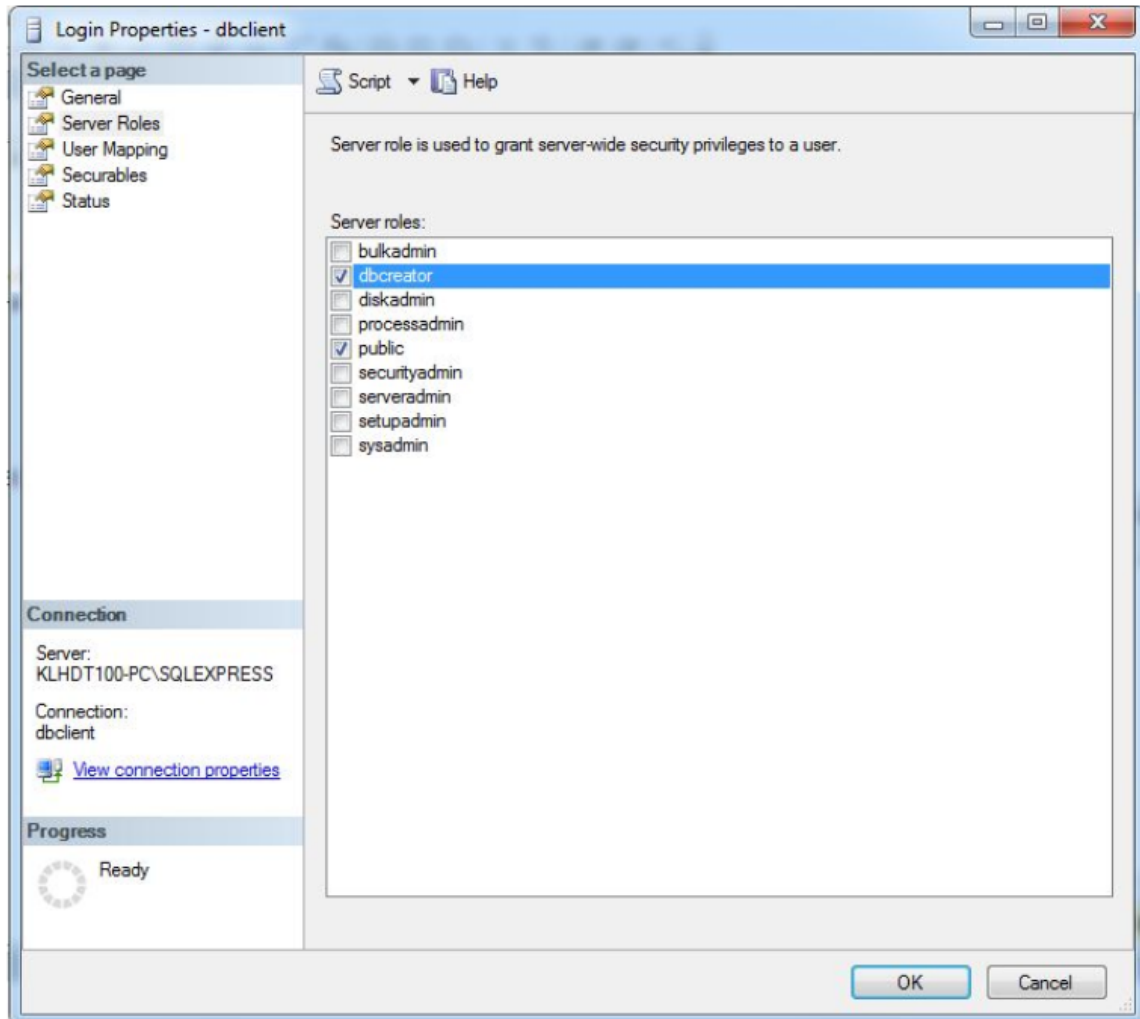 Login Properties - dbclient
Select a page
General
Server Roles
User Mapping
Securables
Status
Script Help
Server role is used to grant server-wide security privileges to a user.
Server roles:
bulkadmin
dbcreator
diskadmin
processadmin
public
securityadmin
serveradmin
setupadmin
sysadmin
Connection
Server:
KLHDT100-PC\SQLEXPRESS
Connection:
dbclient
View connection properties
Progress
Ready
OK Cancel